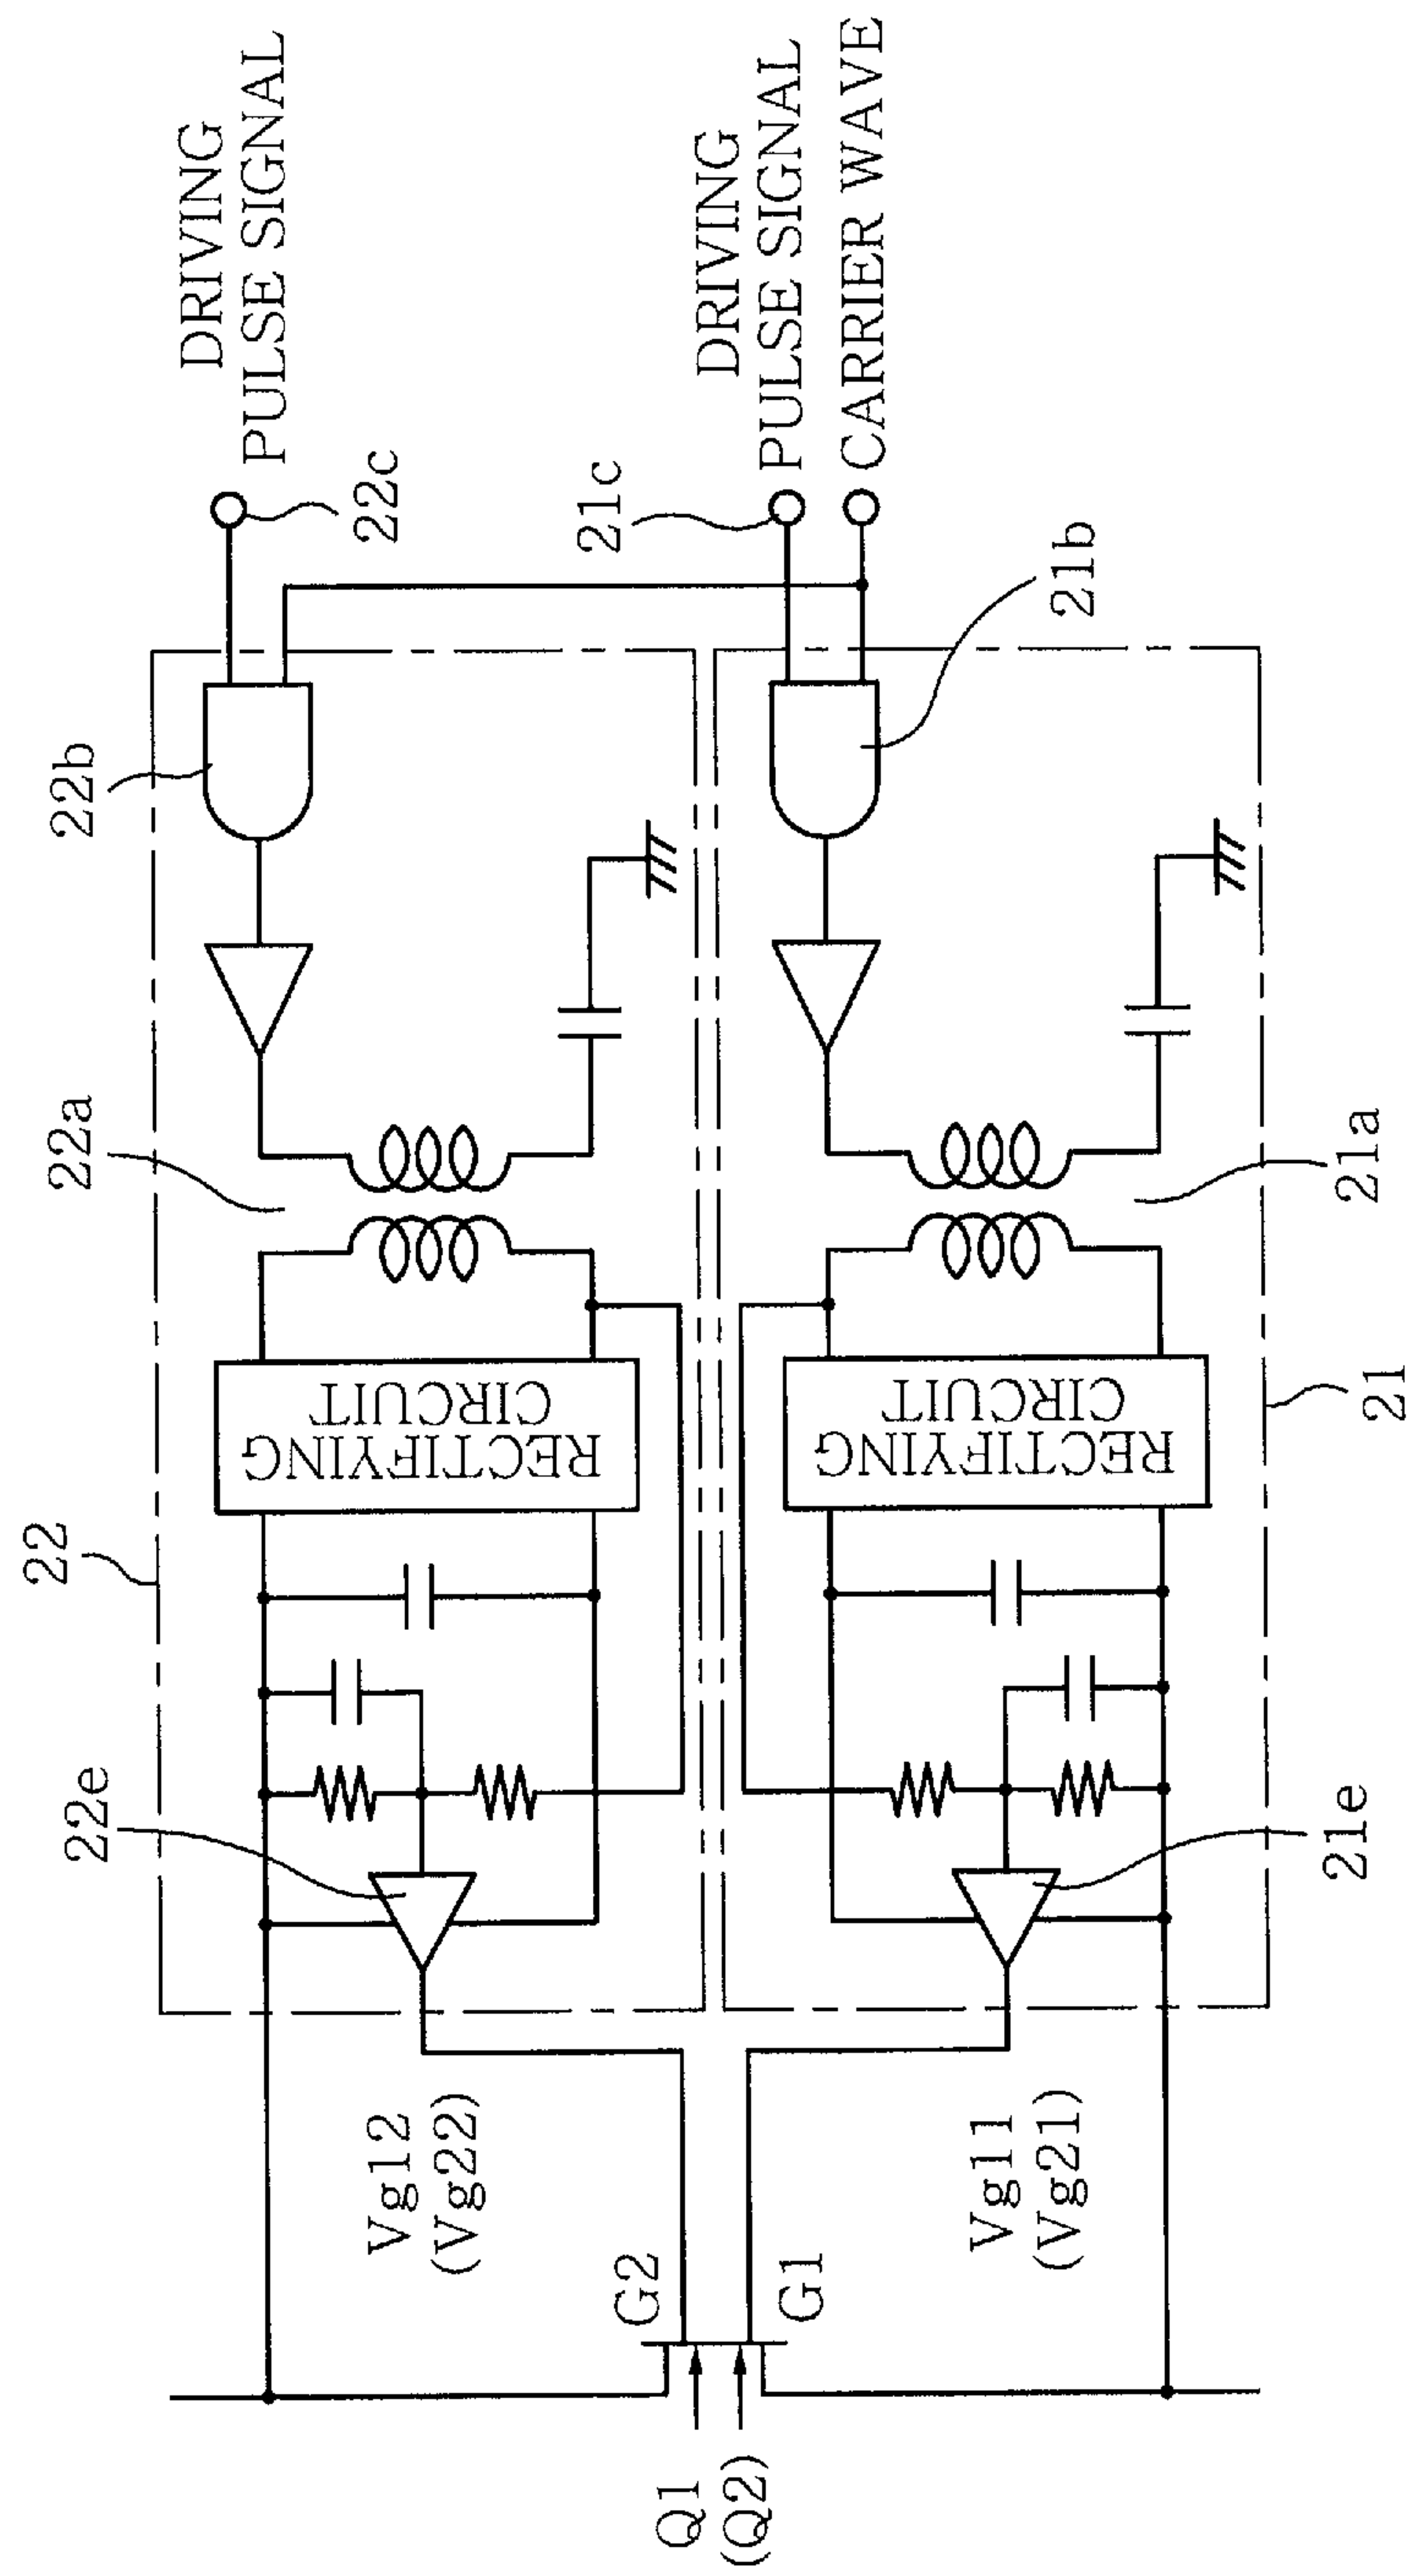 DRIVING
PULSE SIGNAL
22c
22b
22a
RECTIFYING
CIRCUIT
22
22e
Vg12
(Vg22)
G2
DRIVING
PULSE SIGNAL
CARRIER WAVE
21c
21b
21a
RECTIFYING
CIRCUIT
21
21e
Vg11
(Vg21)
G1
Q1
(Q2)